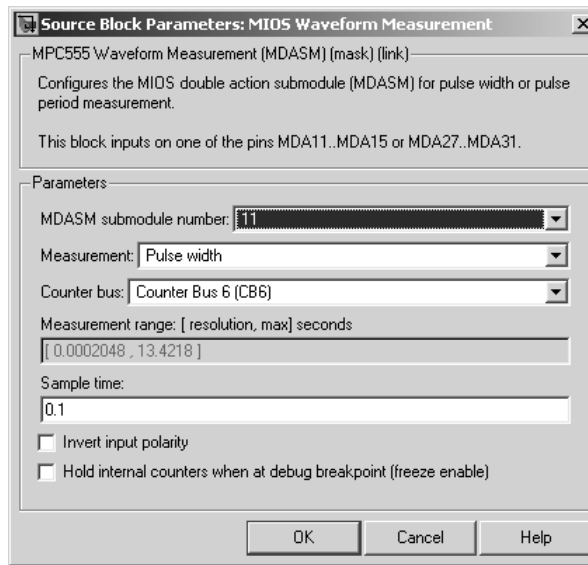 Source Block Parameters: MIOS Waveform Measurement
MPC555 Waveform Measurement (MDASM) (mask) (link)
Configures the MIOS double action submodule (MDASM) for pulse width or pulse
period measurement.
This block inputs on one of the pins MDA11..MDA15 or MDA27..MDA31.
Parameters
MDASM submodule number: 11
Measurement: Pulse width
Counter bus: Counter Bus 6 (CB6)
Measurement range: [ resolution, max] seconds
[ 0.0002048 , 13.4218 ]
Sample time:
0.1
Invert input polarity
Hold internal counters when at debug breakpoint (freeze enable)
OK Cancel Help